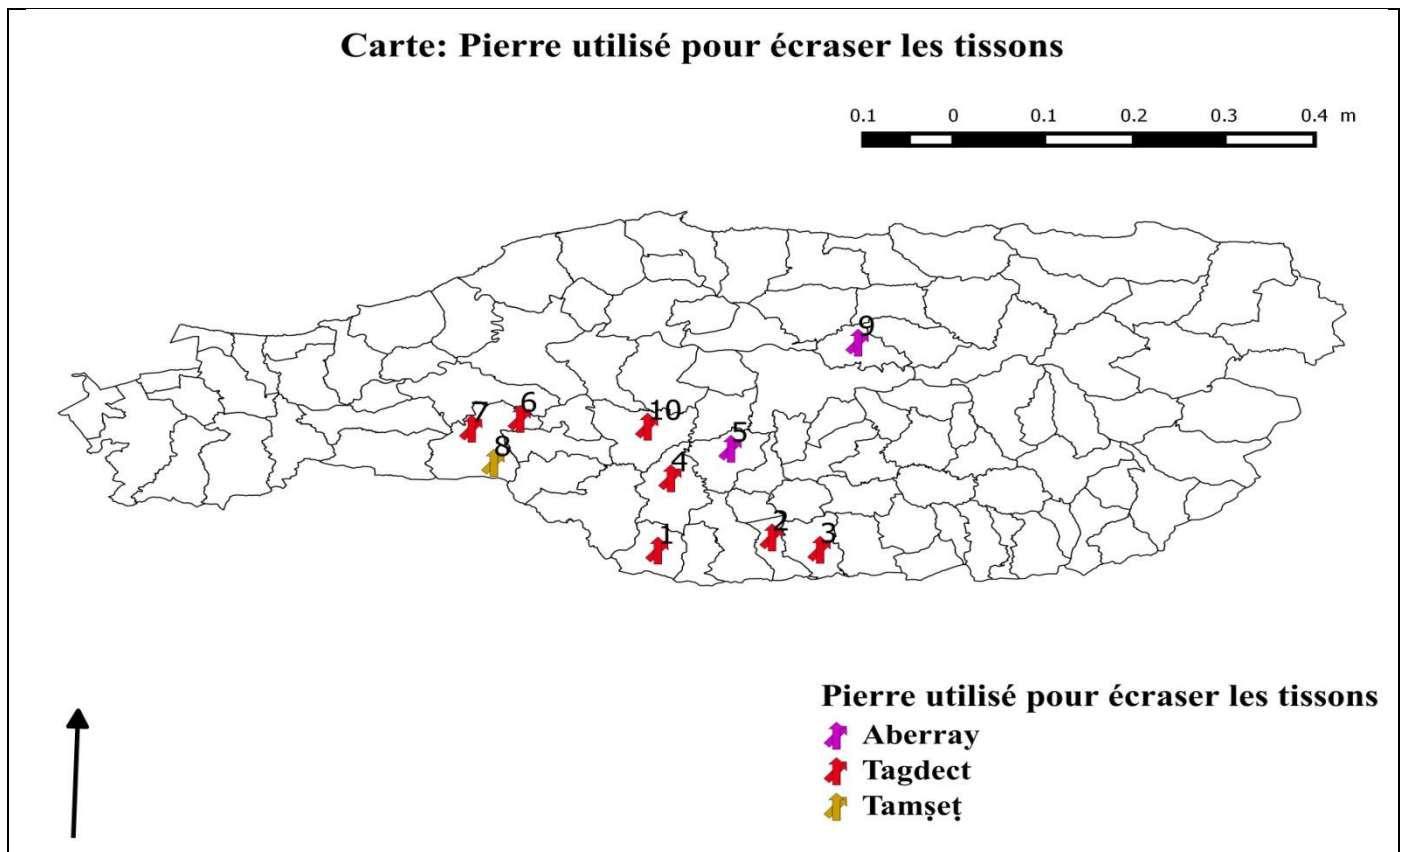 Carte: Pierre utilisé pour écraser les tissons
0.1 0 0.1 0.2 0.3 0.4 m
9
7 6 10
8 5
4
1 2 3
Pierre utilisé pour écraser les tissons
Aberray
Tagdect
Tamṣeṭ